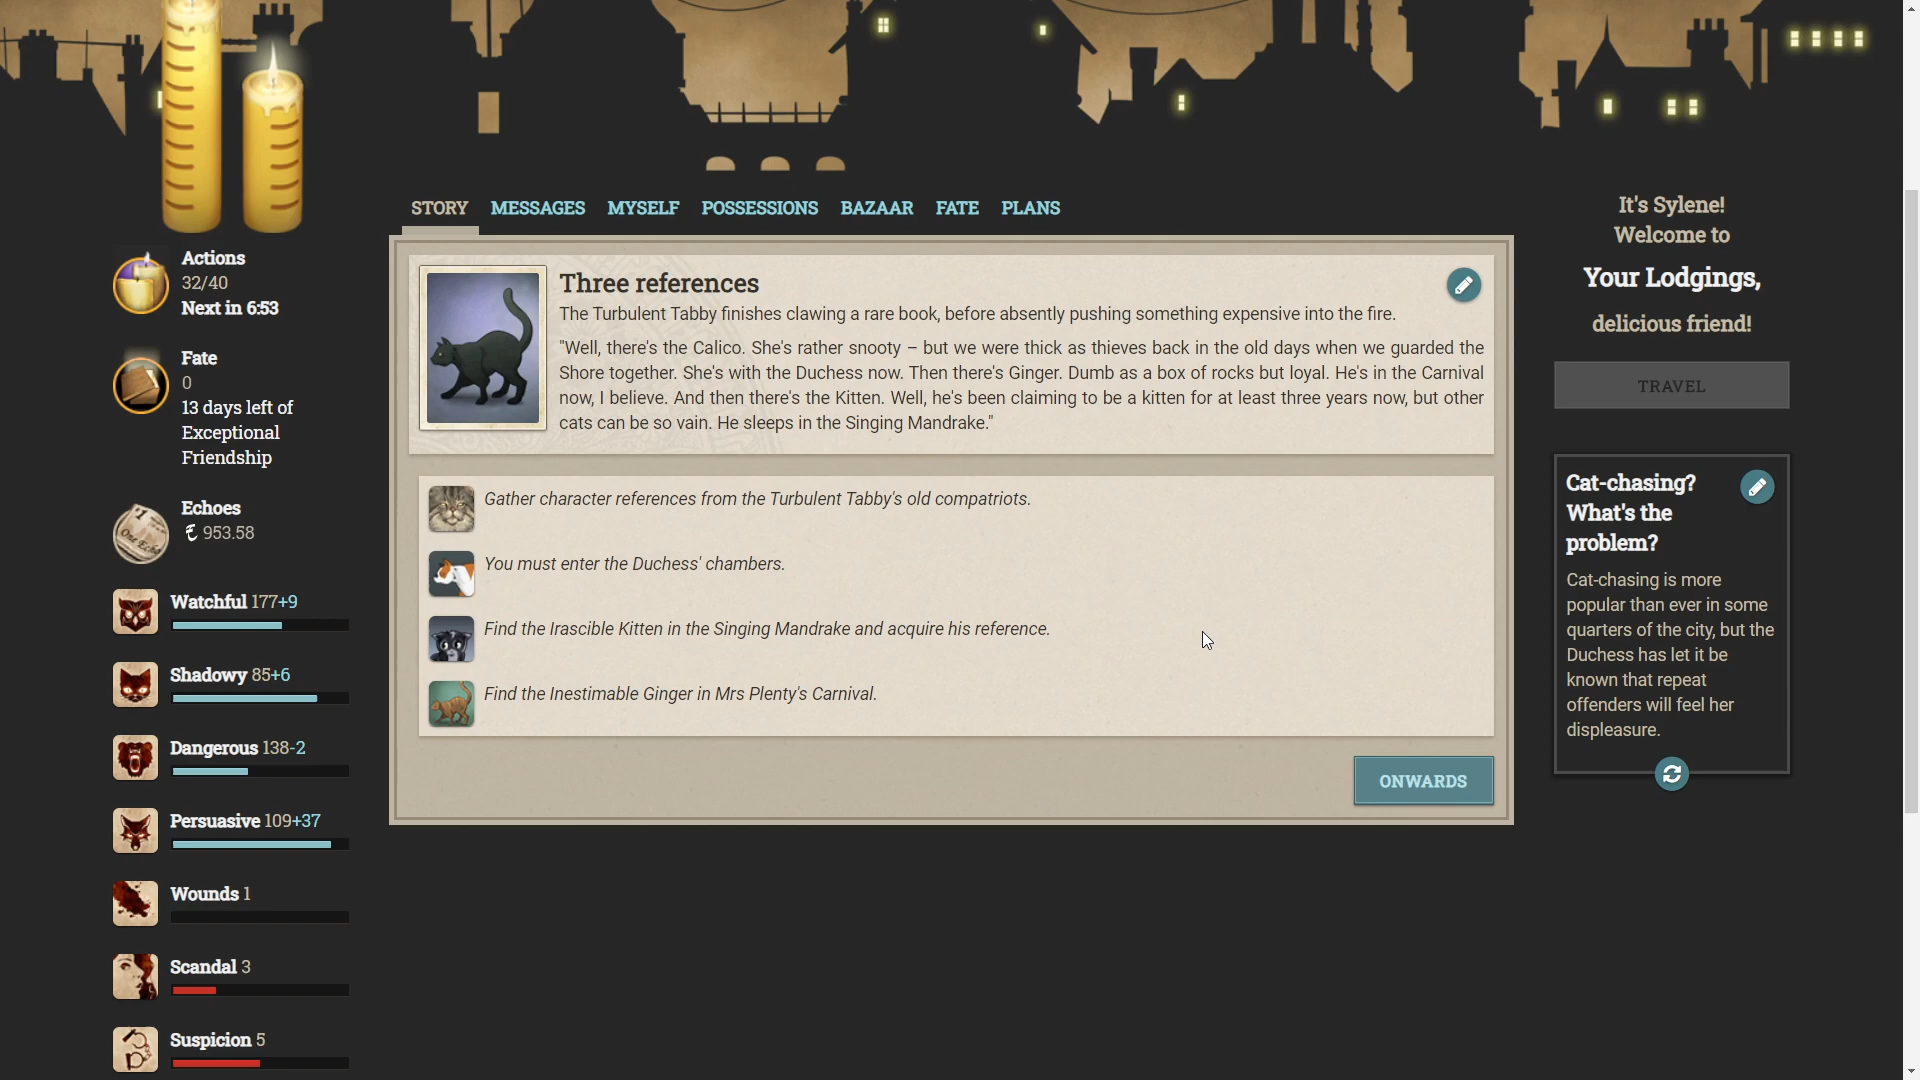 STORY MESSAGES MYSELF POSSESSIONS BAZAAR FATE PLANS
Actions
32/40
Next in 6:53
Fate
0
13 days left of
Exceptional
Friendship
Echoes
953.58
Watchful 177+9
Shadowy 85+6
Dangerous 138-2
Persuasive 109+37
Wounds 1
Scandal 3
Suspicion 5
Three references
The Turbulent Tabby finishes clawing a rare book, before absently pushing something expensive into the fire.
"Well, there's the Calico. She's rather snooty – but we were thick as thieves back in the old days when we guarded the
Shore together. She's with the Duchess now. Then there's Ginger. Dumb as a box of rocks but loyal. He's in the Carnival
now, I believe. And then there's the Kitten. Well, he's been claiming to be a kitten for at least three years now, but other
cats can be so vain. He sleeps in the Singing Mandrake."
Gather character references from the Turbulent Tabby's old compatriots.
You must enter the Duchess' chambers.
Find the Irascible Kitten in the Singing Mandrake and acquire his reference.
Find the Inestimable Ginger in Mrs Plenty's Carnival.
ONWARDS
It's Sylene!
Welcome to
Your Lodgings,
delicious friend!
TRAVEL
Cat-chasing?
What's the
problem?
Cat-chasing is more
popular than ever in some
quarters of the city, but the
Duchess has let it be
known that repeat
offenders will feel her
displeasure.